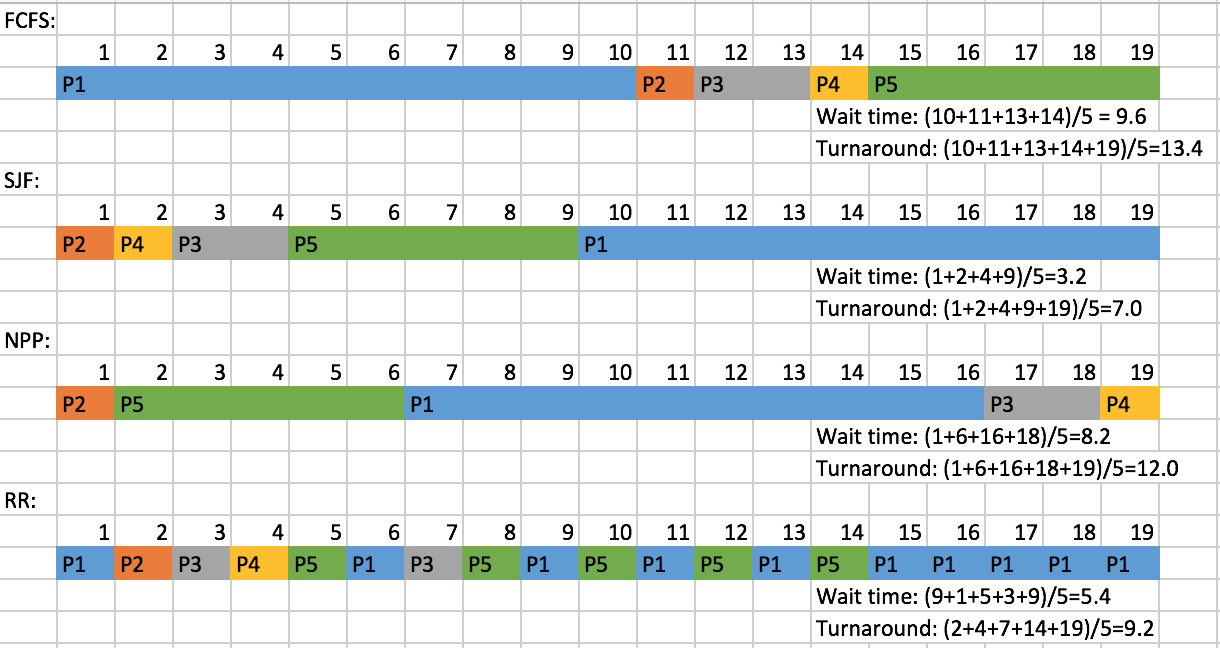 FCFS:
1 2 3 4 5 6 7 8 9 10 11 12 13 14 15 16 17 18 19
P1 P2 P3 P4 P5
Wait time: (10+11+13+14)/5 = 9.6
Turnaround: (10+11+13+14+19)/5=13.4
SJF:
1 2 3 4 5 6 7 8 9 10 11 12 13 14 15 16 17 18 19
P2 P4 P3 P5 P1
Wait time: (1+2+4+9)/5=3.2
Turnaround: (1+2+4+9+19)/5=7.0
NPP:
1 2 3 4 5 6 7 8 9 10 11 12 13 14 15 16 17 18 19
P2 P5 P1 P3 P4
Wait time: (1+6+16+18)/5=8.2
Turnaround: (1+6+16+18+19)/5=12.0
RR:
1 2 3 4 5 6 7 8 9 10 11 12 13 14 15 16 17 18 19
P1 P2 P3 P4 P5 P1 P3 P5 P1 P5 P1 P5 P1 P5 P1 P1 P1 P1 P1
Wait time: (9+1+5+3+9)/5=5.4
Turnaround: (2+4+7+14+19)/5=9.2